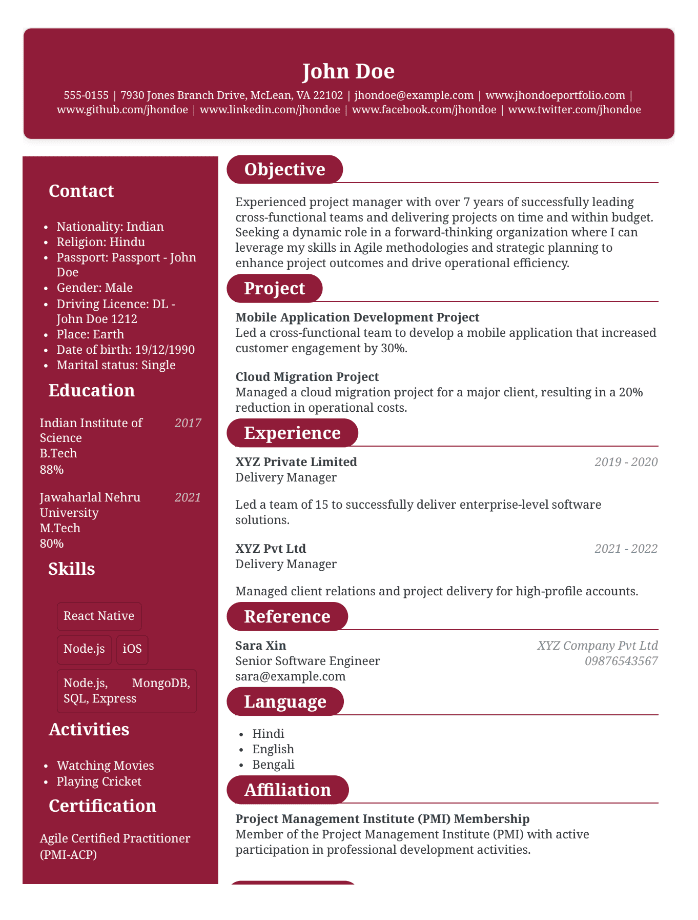 John Doe
555-0155 | 7930 Jones Branch Drive, McLean, VA 22102 | jhondoe@example.com | www.jhondoeportfolio.com |
www.github.com/jhondoe | www.linkedin.com/jhondoe | www.facebook.com/jhondoe | www.twitter.com/jhondoe
Contact
• Nationality: Indian
• Religion: Hindu
• Passport: Passport - John
Doe
• Gender: Male
• Driving Licence: DL -
John Doe 1212
• Place: Earth
• Date of birth: 19/12/1990
• Marital status: Single
Education
Indian Institute of 2017
Science
B.Tech
88%
Jawaharlal Nehru 2021
University
M.Tech
80%
Skills
React Native
Node.js iOS
Node.js, MongoDB,
SQL, Express
Activities
• Watching Movies
• Playing Cricket
Certification
Agile Certified Practitioner
(PMI-ACP)
Objective
Experienced project manager with over 7 years of successfully leading
cross-functional teams and delivering projects on time and within budget.
Seeking a dynamic role in a forward-thinking organization where I can
leverage my skills in Agile methodologies and strategic planning to
enhance project outcomes and drive operational efficiency.
Project
Mobile Application Development Project
Led a cross-functional team to develop a mobile application that increased
customer engagement by 30%.
Cloud Migration Project
Managed a cloud migration project for a major client, resulting in a 20%
reduction in operational costs.
Experience
XYZ Private Limited 2019 - 2020
Delivery Manager
Led a team of 15 to successfully deliver enterprise-level software
solutions.
XYZ Pvt Ltd 2021 - 2022
Delivery Manager
Managed client relations and project delivery for high-profile accounts.
Reference
Sara Xin XYZ Company Pvt Ltd
Senior Software Engineer 09876543567
sara@example.com
Language
• Hindi
• English
• Bengali
Affiliation
Project Management Institute (PMI) Membership
Member of the Project Management Institute (PMI) with active
participation in professional development activities.